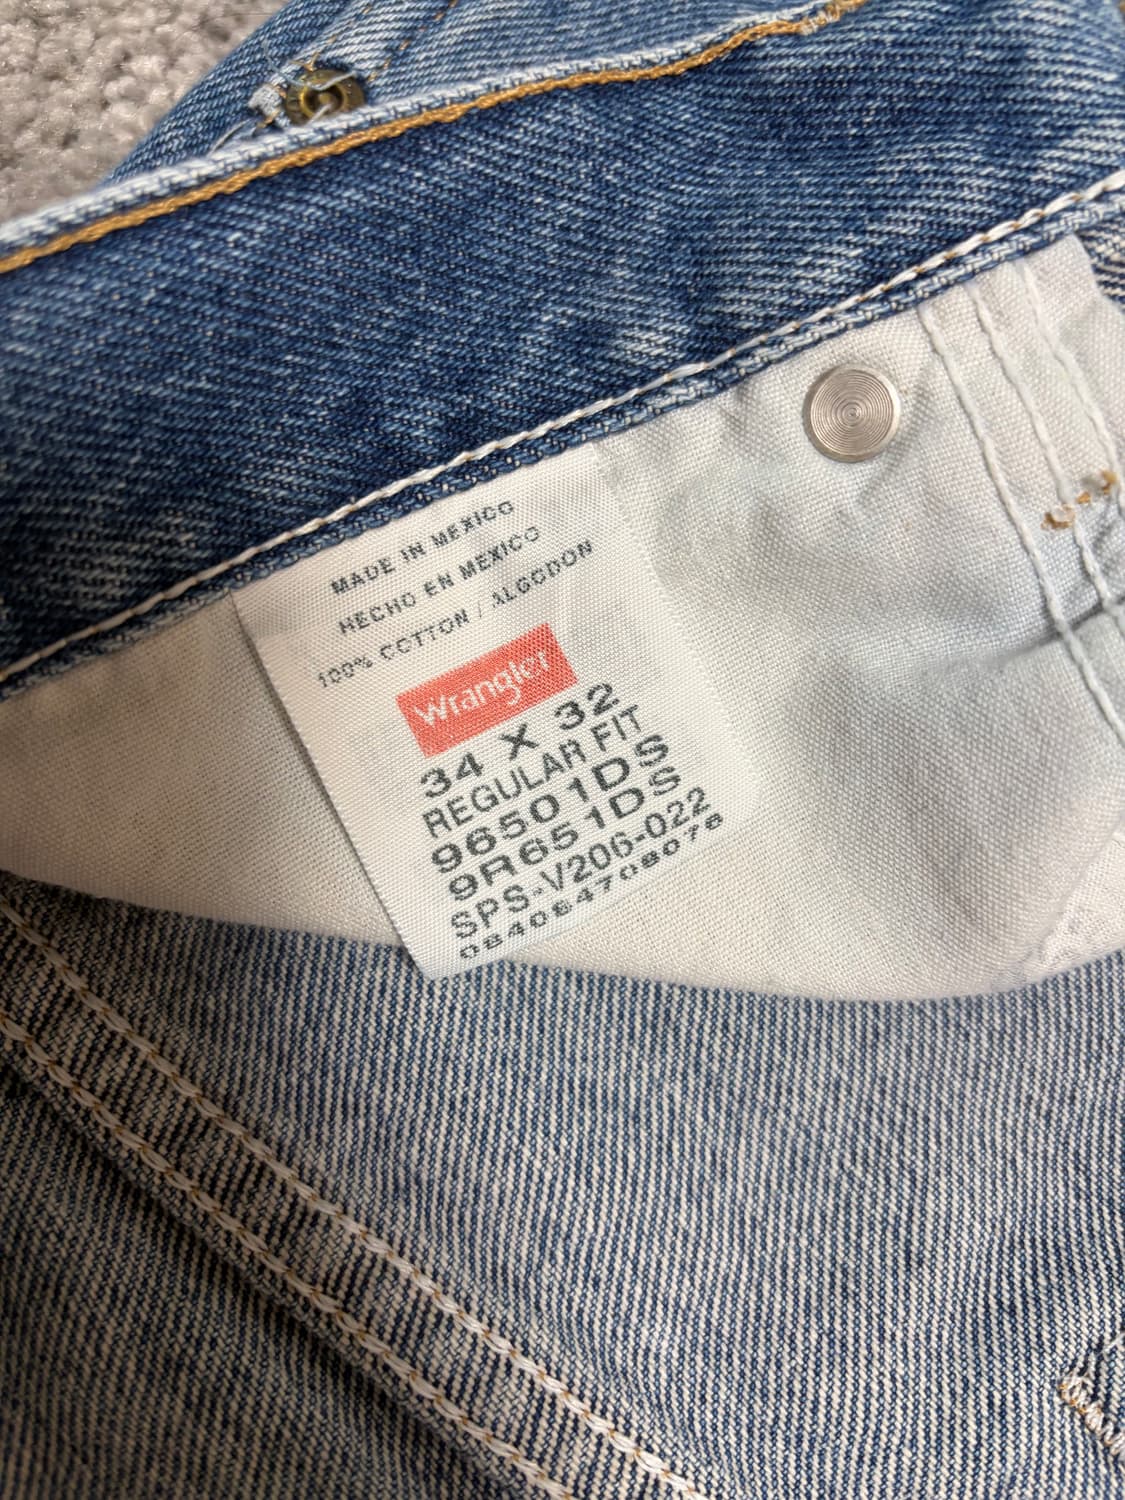 MADE IN MEXICO
HECHO EN MEXICO
100% COTTON / ALGODON
Wrangler
34 X 32
REGULAR FIT
96501DS
9R651DS
SPS-V206-022
084064708078